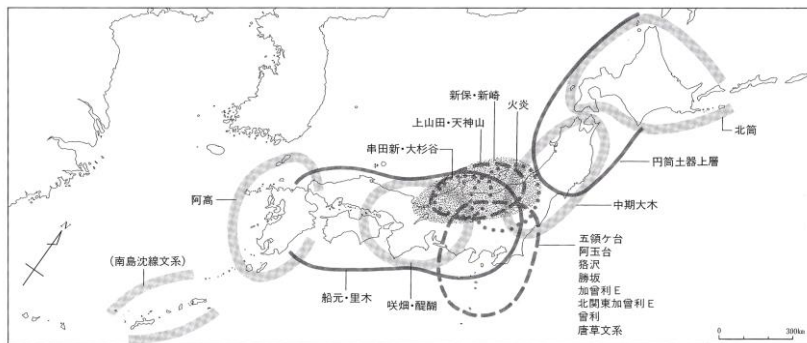 新保・新崎
火炎
上山田・天神山
串田新・大杉谷
北筒
円筒土器上層
阿高
中期大木
(南島沈線文系)
五領ケ台
阿玉台
狢沢
勝坂
加曾利E
北関東加曾利E
曾利
唐草文系
船元・里木
咲畑・醍醐
N
0
300km